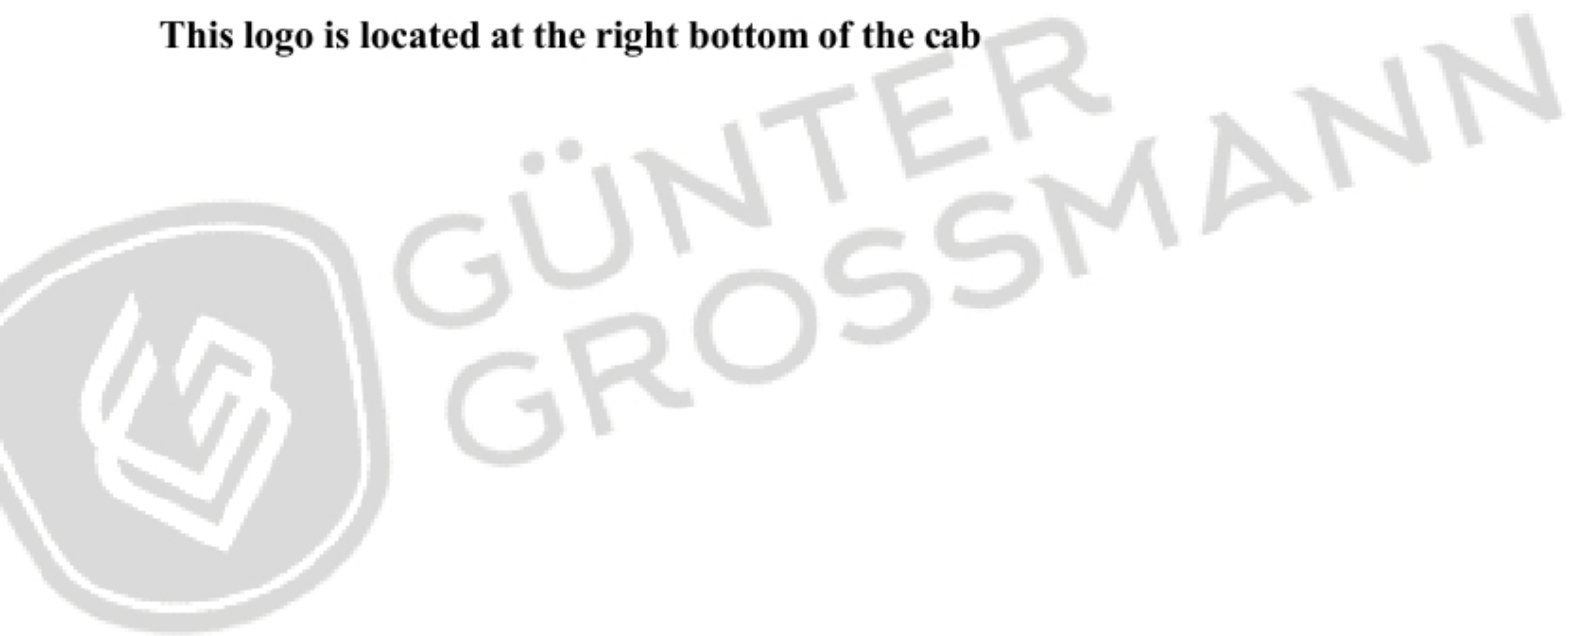 This logo is located at the right bottom of the cab
GÜNTER
GROSSMANN